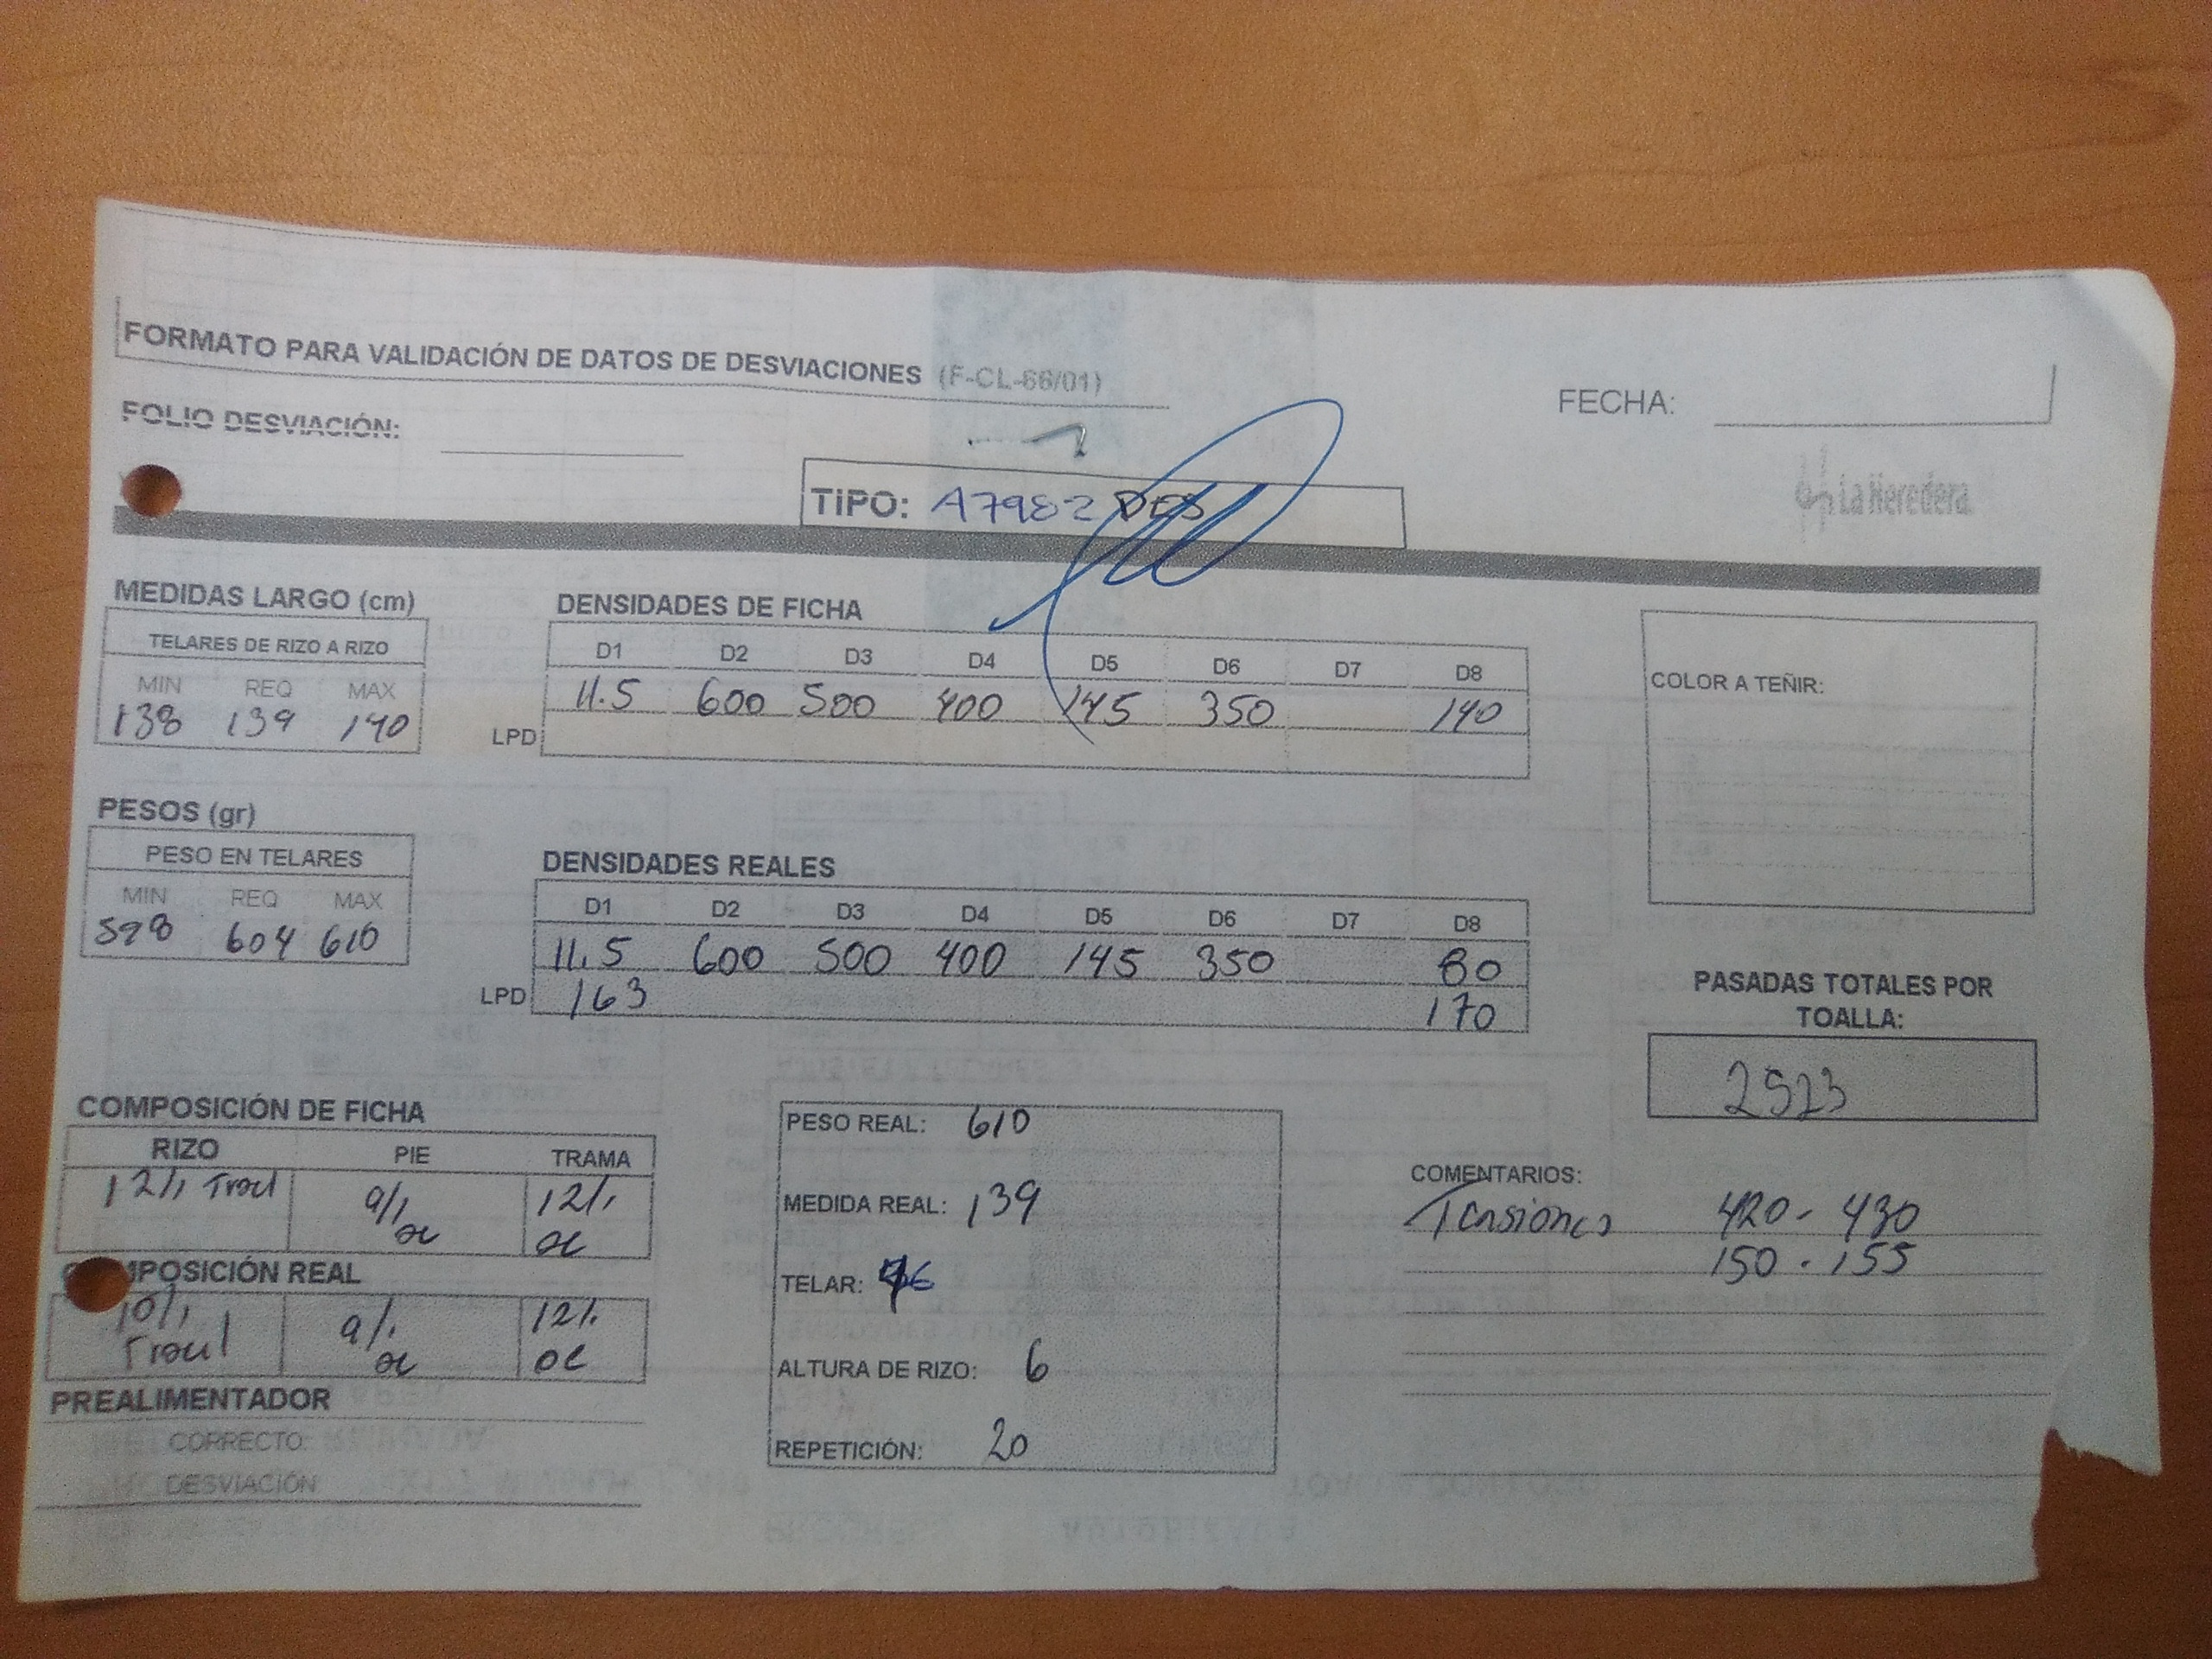 FORMATO PARA VALIDACIÓN DE DATOS DE DESVIACIONES (F-CL-66/01)
FECHA:
FOLIO DESVIACIÓN:
TIPO: A7982 DES
La Heredera
MEDIDAS LARGO (cm)
TELARES DE RIZO A RIZO
MIN REQ MAX
138 139 140
DENSIDADES DE FICHA
D1 D2 D3 D4 D5 D6 D7 D8
11.5 600 500 400 145 350 140
LPD
COLOR A TEÑIR:
PESOS (gr)
PESO EN TELARES
MIN REQ MAX
598 604 610
DENSIDADES REALES
D1 D2 D3 D4 D5 D6 D7 D8
11.5 600 500 400 145 350 80
LPD 163 170
PASADAS TOTALES POR
TOALLA:
2523
COMPOSICIÓN DE FICHA
RIZO PIE TRAMA
12/1 9/1 12/1
oe oe
COMPOSICIÓN REAL
10/1 9/1 12/1
oe oe
PREALIMENTADOR
CORRECTO
DESVIACIÓN
PESO REAL: 610
MEDIDA REAL: 139
TELAR:
ALTURA DE RIZO: 6
REPETICIÓN: 20
COMENTARIOS:
Tensiones 420 - 430
150 - 155